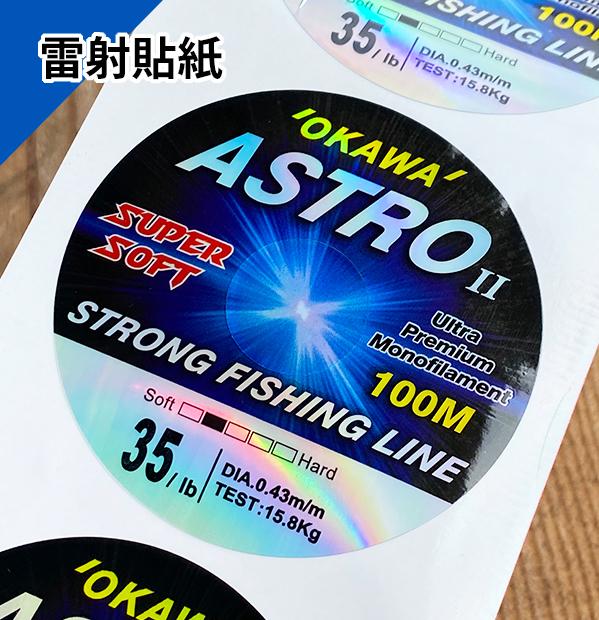 雷射貼紙
Soft Hard
35/lb
DIA.0.43m/m
TEST:15.8Kg
100M
STRONG FISHING LINE
'OKAWA'
ASTRO II
SUPER
SOFT
Ultra
Premium
Monofilament
100M
STRONG FISHING LINE
Soft Hard
35/lb
DIA.0.43m/m
TEST:15.8Kg
'OKAWA'